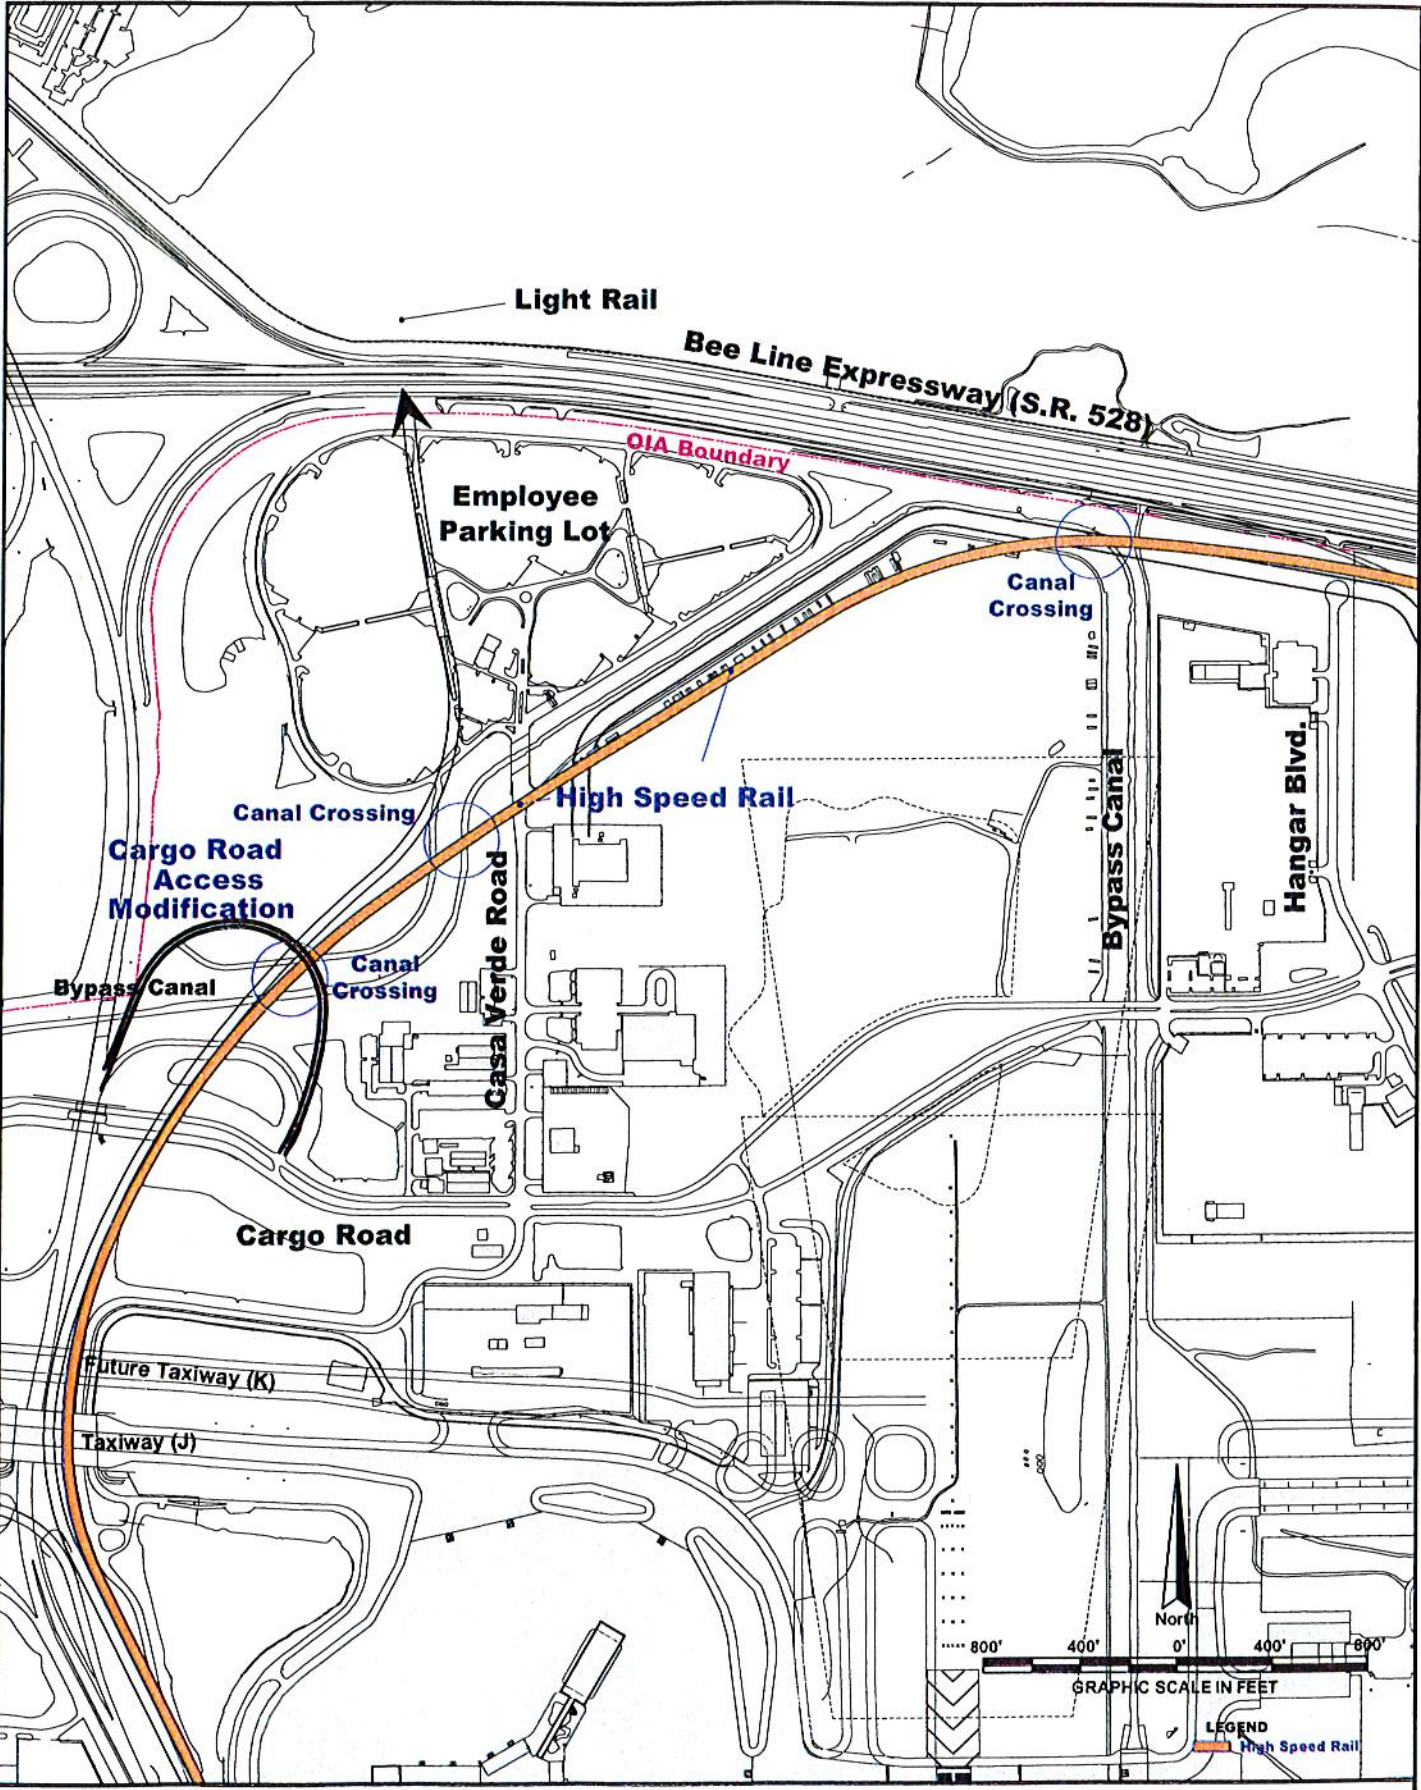 Light Rail
Bee Line Expressway (S.R. 528)
OIA Boundary
Employee
Parking Lot
Canal
Crossing
High Speed Rail
Canal Crossing
Cargo Road
Access
Modification
Bypass Canal
Canal
Crossing
Casa Verde Road
Bypass Canal
Hangar Blvd.
Cargo Road
Future Taxiway (K)
Taxiway (J)
North
800' 400' 0' 400' 800'
GRAPHIC SCALE IN FEET
LEGEND
High Speed Rail